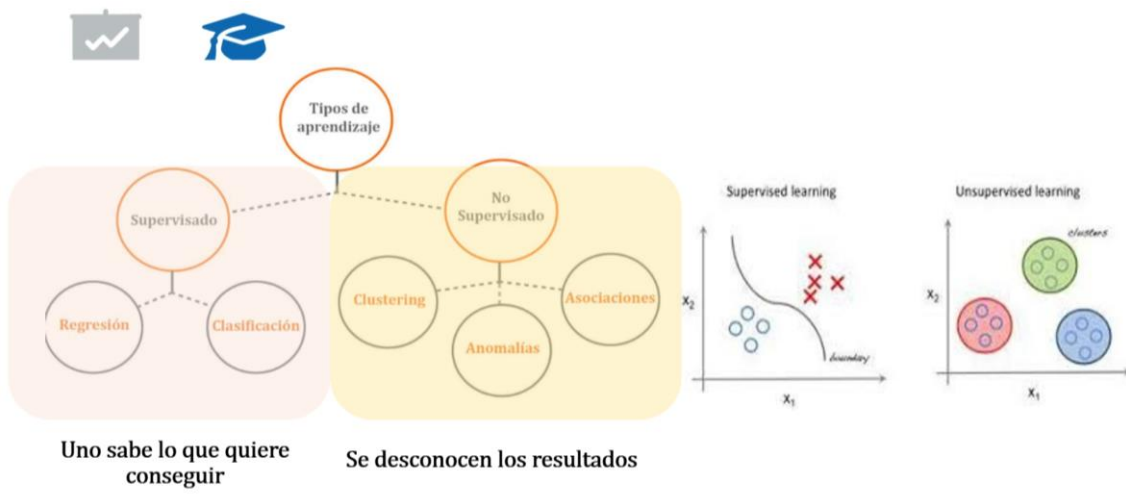 Tipos de
aprendizaje
Supervisado
No
Supervisado
Regresión
Clasificación
Clustering
Anomalías
Asociaciones
Uno sabe lo que quiere
conseguir
Se desconocen los resultados
Supervised learning
x₂
boundary
x₁
Unsupervised learning
clusters
x₂
x₁